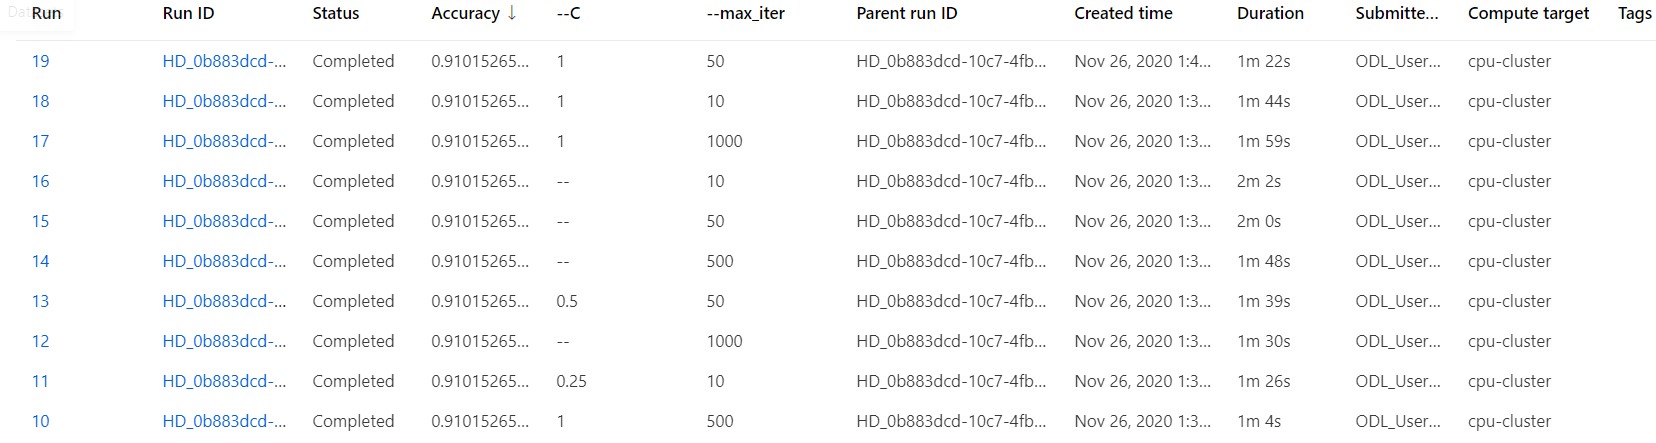 Run Run ID Status Accuracy ↓ --C --max_iter Parent run ID Created time Duration Submitte... Compute target Tags
19 HD_0b883dcd-... Completed 0.91015265... 1 50 HD_0b883dcd-10c7-4fb... Nov 26, 2020 1:4... 1m 22s ODL_User... cpu-cluster
18 HD_0b883dcd-... Completed 0.91015265... 1 10 HD_0b883dcd-10c7-4fb... Nov 26, 2020 1:3... 1m 44s ODL_User... cpu-cluster
17 HD_0b883dcd-... Completed 0.91015265... 1 1000 HD_0b883dcd-10c7-4fb... Nov 26, 2020 1:3... 1m 59s ODL_User... cpu-cluster
16 HD_0b883dcd-... Completed 0.91015265... -- 10 HD_0b883dcd-10c7-4fb... Nov 26, 2020 1:3... 2m 2s ODL_User... cpu-cluster
15 HD_0b883dcd-... Completed 0.91015265... -- 50 HD_0b883dcd-10c7-4fb... Nov 26, 2020 1:3... 2m 0s ODL_User... cpu-cluster
14 HD_0b883dcd-... Completed 0.91015265... -- 500 HD_0b883dcd-10c7-4fb... Nov 26, 2020 1:3... 1m 48s ODL_User... cpu-cluster
13 HD_0b883dcd-... Completed 0.91015265... 0.5 50 HD_0b883dcd-10c7-4fb... Nov 26, 2020 1:3... 1m 39s ODL_User... cpu-cluster
12 HD_0b883dcd-... Completed 0.91015265... -- 1000 HD_0b883dcd-10c7-4fb... Nov 26, 2020 1:3... 1m 30s ODL_User... cpu-cluster
11 HD_0b883dcd-... Completed 0.91015265... 0.25 10 HD_0b883dcd-10c7-4fb... Nov 26, 2020 1:3... 1m 26s ODL_User... cpu-cluster
10 HD_0b883dcd-... Completed 0.91015265... 1 500 HD_0b883dcd-10c7-4fb... Nov 26, 2020 1:3... 1m 4s ODL_User... cpu-cluster